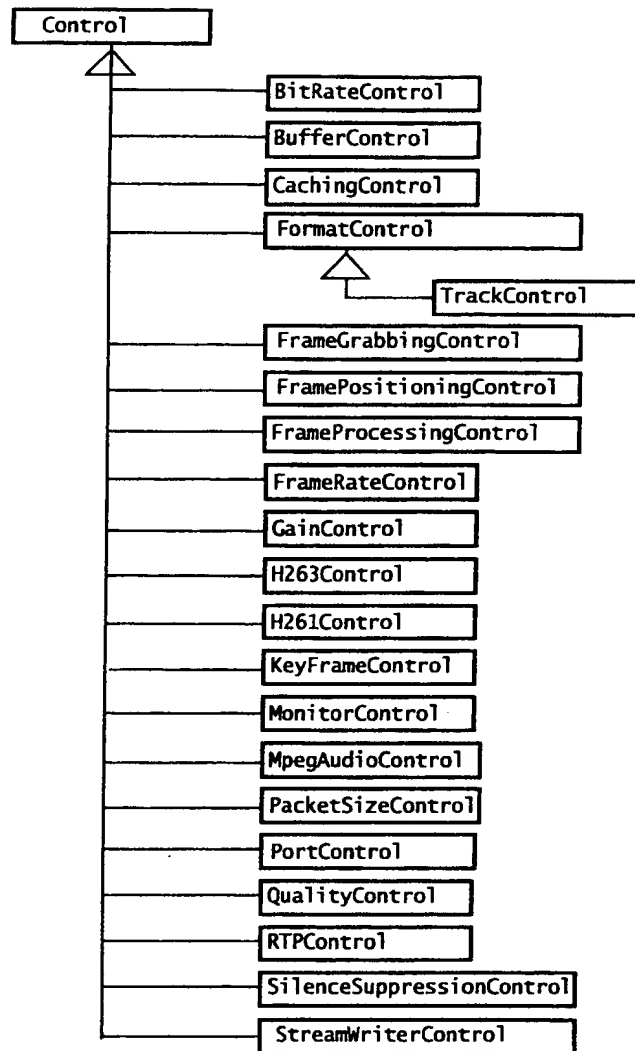 Control
BitRateControl
BufferControl
CachingControl
FormatControl
TrackControl
FrameGrabbingControl
FramePositioningControl
FrameProcessingControl
FrameRateControl
GainControl
H263Control
H261Control
KeyFrameControl
MonitorControl
MpegAudioControl
PacketSizeControl
PortControl
QualityControl
RTPControl
SilenceSuppressionControl
StreamWriterControl